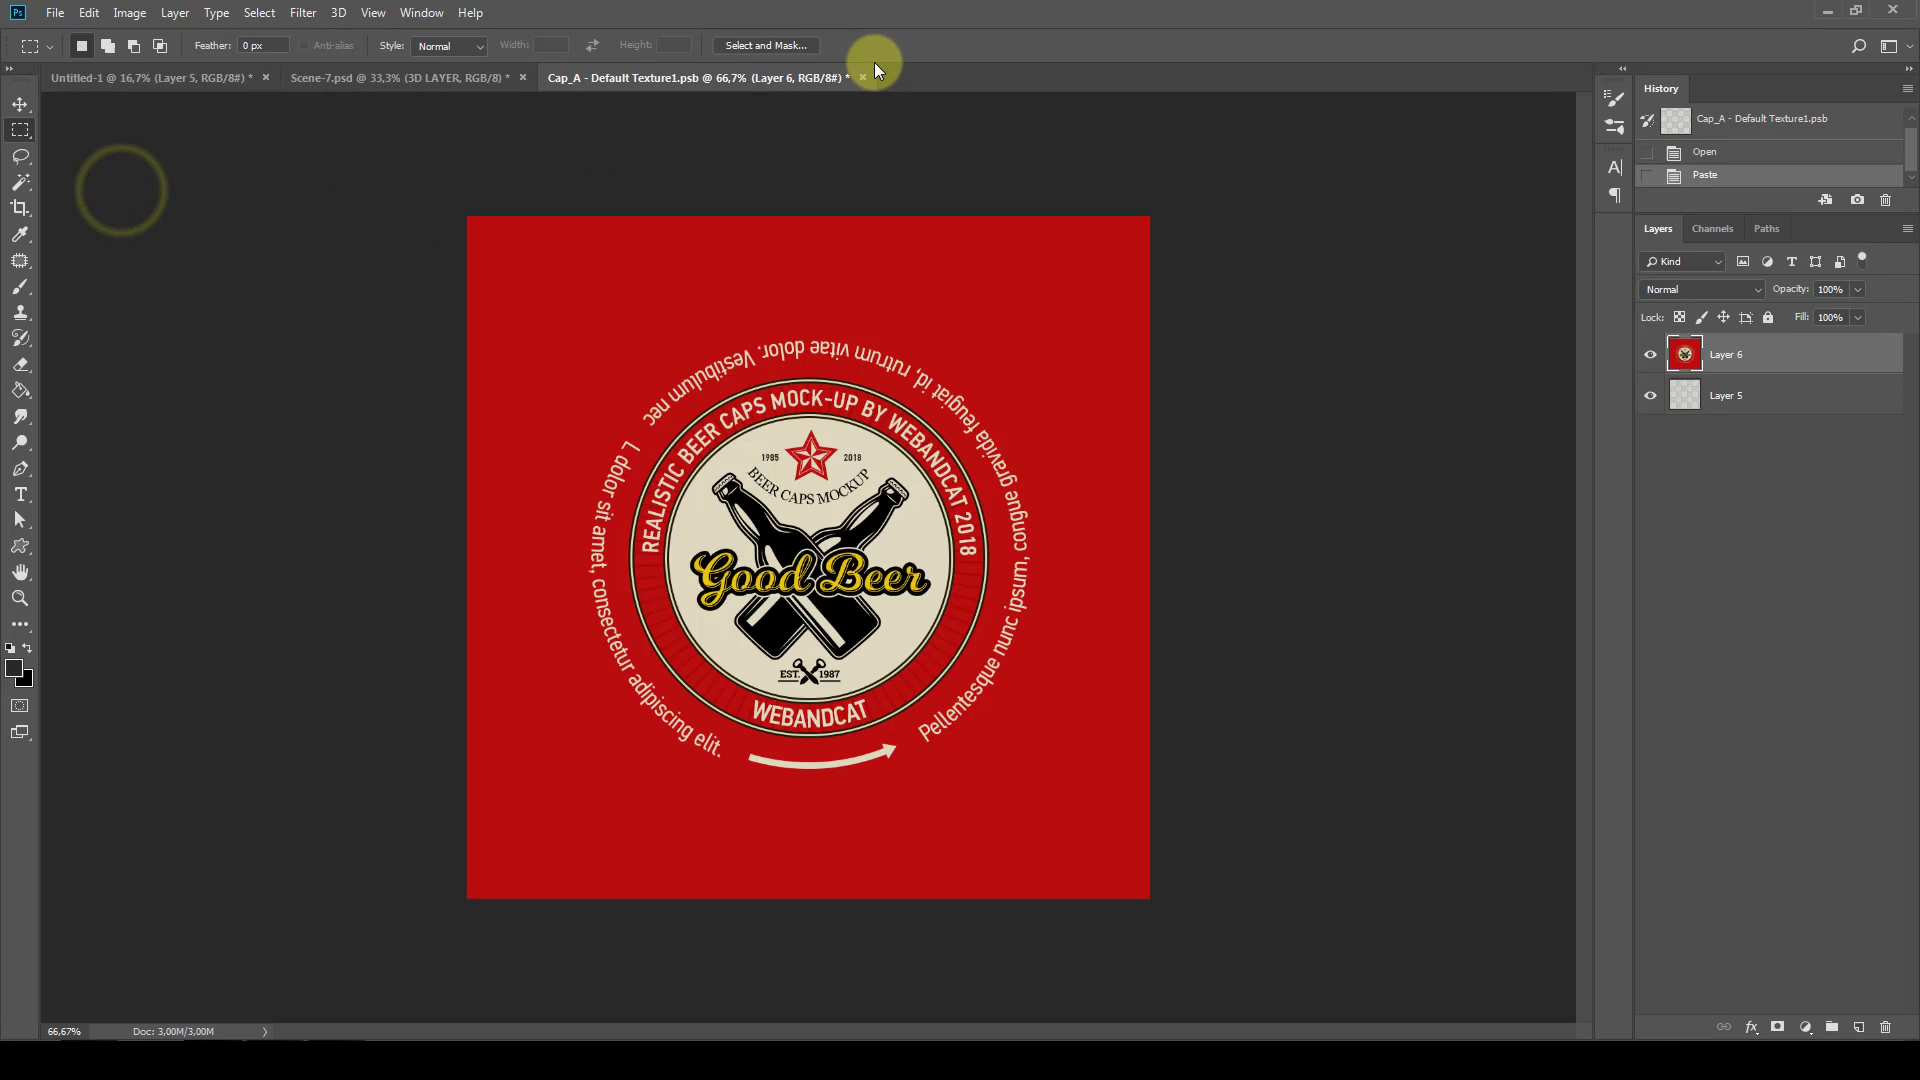 Ps File Edit Image Layer Type Select Filter 3D View Window Help
Feather: 0 px Anti-alias Style: Normal Width: Height: Select and Mask...
Untitled-1 @ 16,7% (Layer 5, RGB/8#) * × Scene-7.psd @ 33,3% (3D LAYER, RGB/8) * × Cap_A - Default Texture1.psb @ 66,7% (Layer 6, RGB/8#) * ×
History
Cap_A - Default Texture1.psb
Open
Paste
Layers Channels Paths
Kind
Normal Opacity: 100%
Lock: Fill: 100%
Layer 6
Layer 5
L dolor sit amet, consectetur adipiscing elit.
Pellentesque nunc ipsum, congue gravida feugiat id, rutrum vitae dolor. Vestibulum nec
REALISTIC BEER CAPS MOCK-UP BY WEBANDCAT 2018
1985 2018
BEER CAPS MOCKUP
Good Beer
EST. 1987
WEBANDCAT
66,67% Doc: 3,00M/3,00M